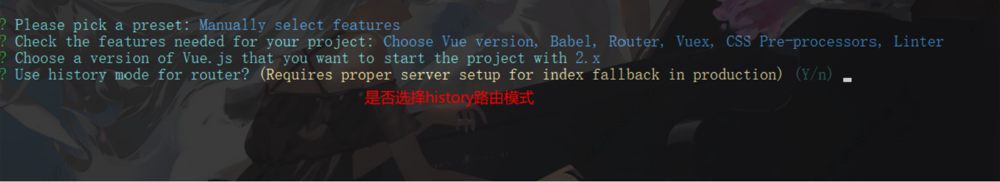 ? Please pick a preset: Manually select features
? Check the features needed for your project: Choose Vue version, Babel, Router, Vuex, CSS Pre-processors, Linter
? Choose a version of Vue.js that you want to start the project with 2.x
? Use history mode for router? (Requires proper server setup for index fallback in production) (Y/n)
是否选择history路由模式